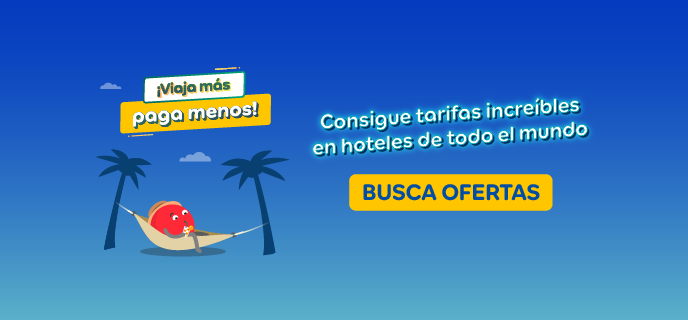 ¡Viaja más
paga menos!
Consigue tarifas increíbles
en hoteles de todo el mundo
BUSCA OFERTAS